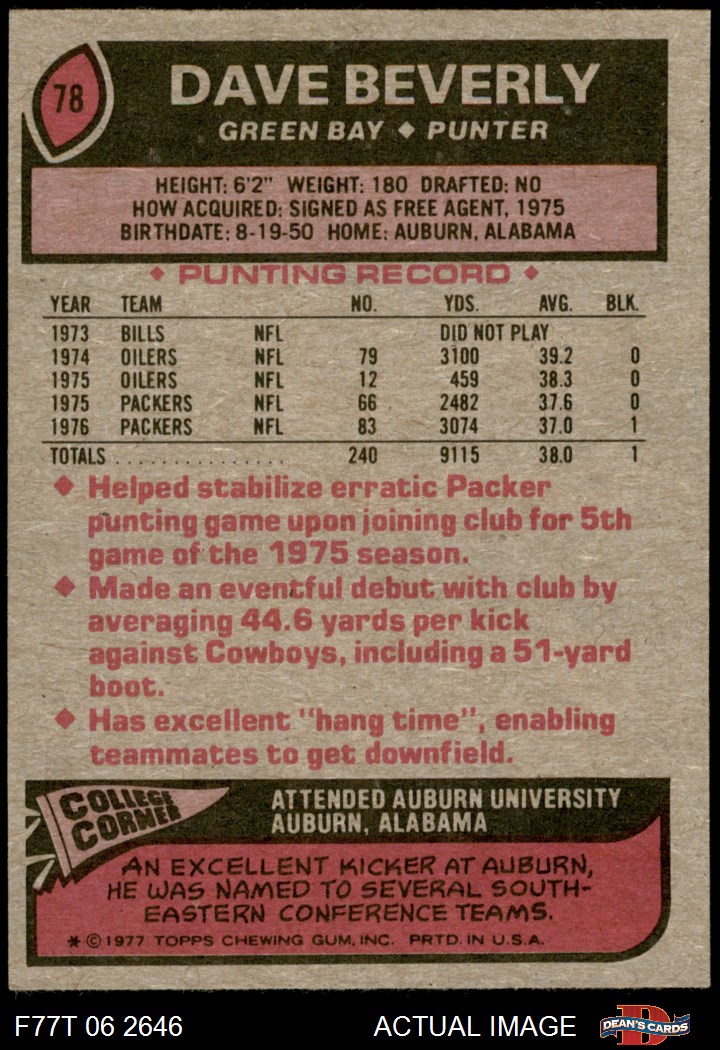 78
DAVE BEVERLY
GREEN BAY ◆ PUNTER
HEIGHT: 6'2" WEIGHT: 180 DRAFTED: NO
HOW ACQUIRED: SIGNED AS FREE AGENT, 1975
BIRTHDATE: 8-19-50 HOME: AUBURN, ALABAMA
◆ PUNTING RECORD ◆
YEAR TEAM NO. YDS. AVG. BLK.
1973 BILLS NFL DID NOT PLAY
1974 OILERS NFL 79 3100 39.2 0
1975 OILERS NFL 12 459 38.3 0
1975 PACKERS NFL 66 2482 37.6 0
1976 PACKERS NFL 83 3074 37.0 1
TOTALS . . . . . . . . . . . . . . . . 240 9115 38.0 1
◆ Helped stabilize erratic Packer
punting game upon joining club for 5th
game of the 1975 season.
◆ Made an eventful debut with club by
averaging 44.6 yards per kick
against Cowboys, including a 51-yard
boot.
◆ Has excellent "hang time", enabling
teammates to get downfield.
COLLEGE
CORNER
ATTENDED AUBURN UNIVERSITY
AUBURN, ALABAMA
AN EXCELLENT KICKER AT AUBURN,
HE WAS NAMED TO SEVERAL SOUTH-
EASTERN CONFERENCE TEAMS.
* © 1977 TOPPS CHEWING GUM, INC. PRTD. IN U.S.A.
F77T 06 2646 ACTUAL IMAGE
D
DEAN'S CARDS